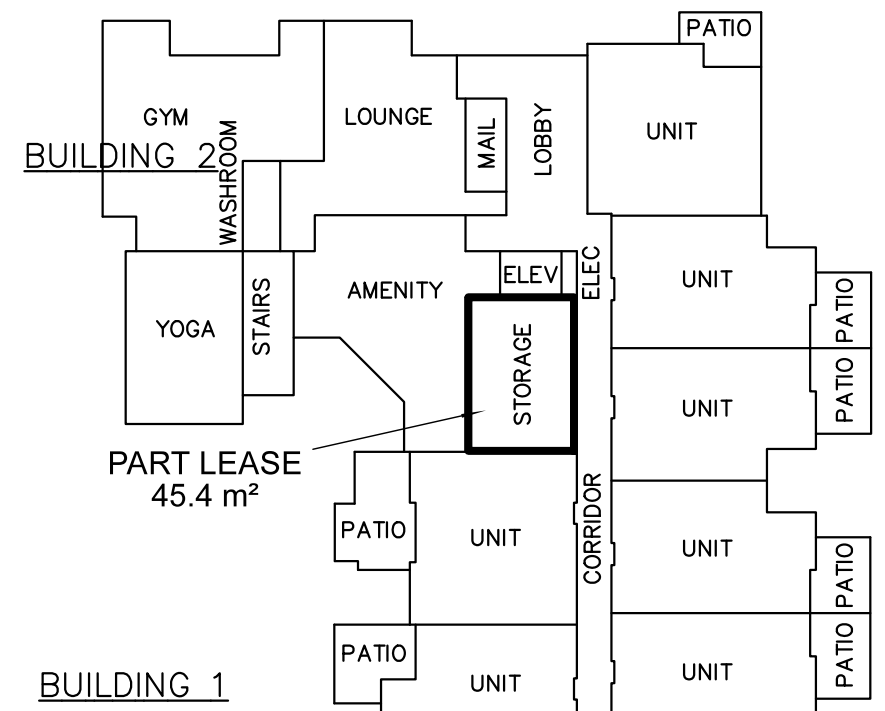 PATIO
GYM
LOUNGE
MAIL
LOBBY
UNIT
BUILDING 2
WASHROOM
ELEC
ELEV
UNIT
PATIO
AMENITY
STAIRS
YOGA
STORAGE
UNIT
PATIO
PART LEASE
45.4 m²
CORRIDOR
PATIO
UNIT
UNIT
PATIO
PATIO
UNIT
UNIT
PATIO
BUILDING 1